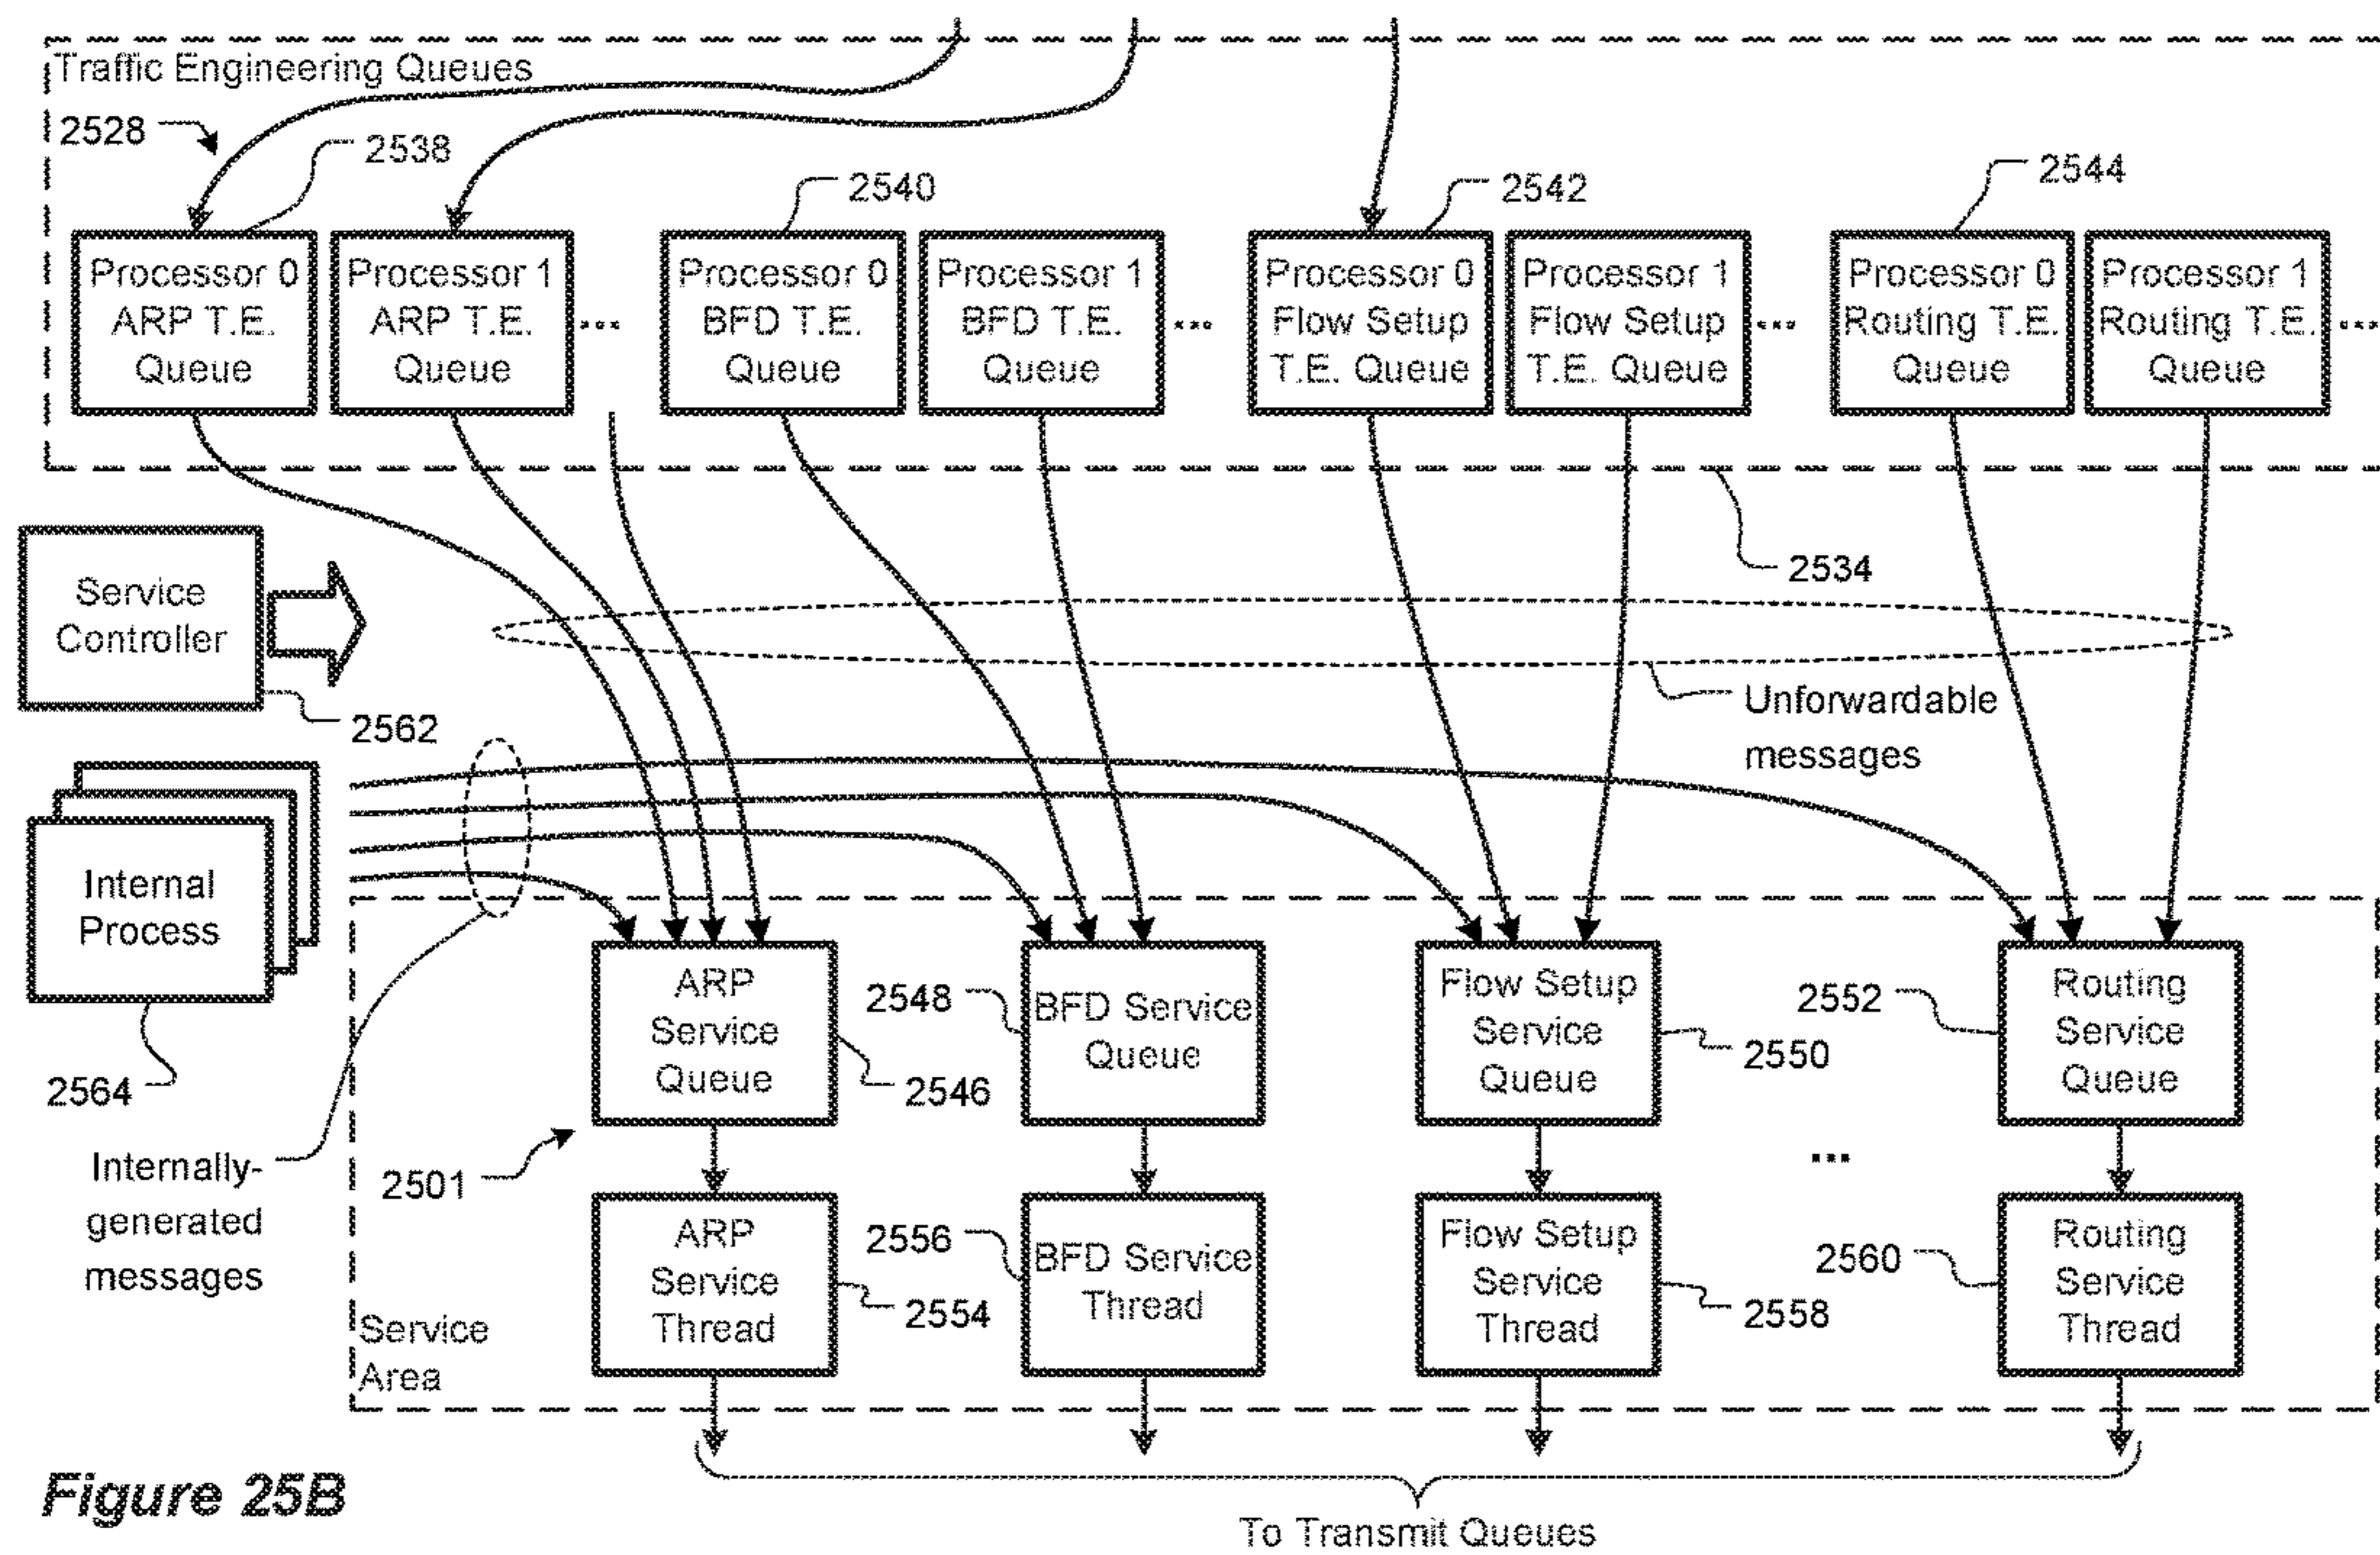 Traffic Engineering Queues
2528
2538
2540
2542
2544
Processor 0
ARP T.E.
Queue
Processor 1
ARP T.E.
Queue
...
Processor 0
BFD T.E.
Queue
Processor 1
BFD T.E.
Queue
...
Processor 0
Flow Setup
T.E. Queue
Processor 1
Flow Setup
T.E. Queue
...
Processor 0
Routing T.E.
Queue
Processor 1
Routing T.E.
Queue
...
2534
Service
Controller
2562
Unforwardable
messages
Internal
Process
2564
Internally-
generated
messages
ARP
Service
Queue
2546
2548
BFD Service
Queue
Flow Setup
Service
Queue
2550
2552
Routing
Service
Queue
2501
...
ARP
Service
Thread
2554
2556
BFD Service
Thread
Flow Setup
Service
Thread
2558
2560
Routing
Service
Thread
Service
Area
Figure 25B
To Transmit Queues